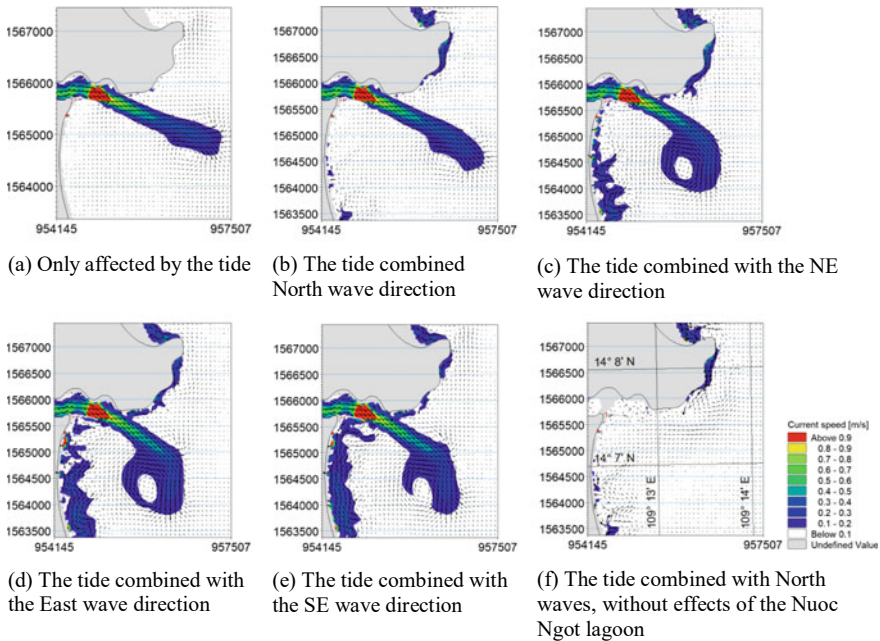 1567000
1566000
1565000
1564000
954145 957507
(a) Only affected by the tide
1567000
1566500
1566000
1565500
1565000
1564500
1564000
1563500
954145 957507
(b) The tide combined
North wave direction
1567000
1566500
1566000
1565500
1565000
1564500
1564000
1563500
954145 957507
(c) The tide combined with the NE
wave direction
1567000
1566500
1566000
1565500
1565000
1564500
1564000
1563500
954145 957507
(d) The tide combined with
the East wave direction
1567000
1566500
1566000
1565500
1565000
1564500
1564000
1563500
954145 957507
(e) The tide combined with
the SE wave direction
1567000
1566500
1566000
1565500
1565000
1564500
1564000
1563500
14° 8' N
14° 7' N
109° 13' E
109° 14' E
954145 957507
Current speed [m/s]
Above 0.9
0.8 - 0.9
0.7 - 0.8
0.6 - 0.7
0.5 - 0.6
0.4 - 0.5
0.3 - 0.4
0.2 - 0.3
0.1 - 0.2
Below 0.1
Undefined Value
(f) The tide combined with North
waves, without effects of the Nuoc
Ngot lagoon